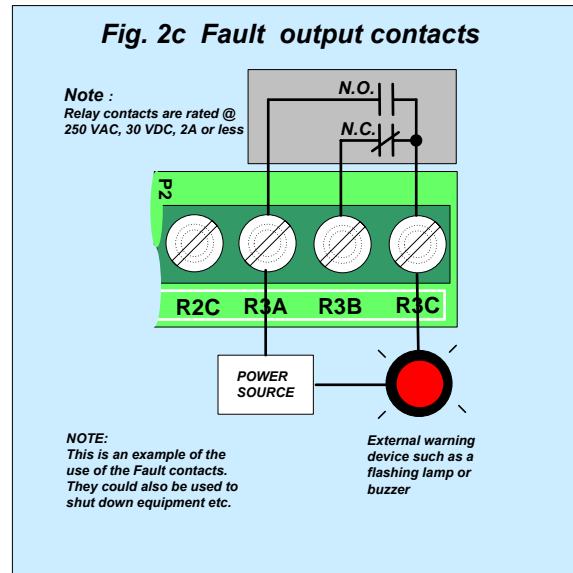 Fig. 2c Fault output contacts
Note :
Relay contacts are rated @
250 VAC, 30 VDC, 2A or less
N.O.
N.C.
P2
R2C R3A R3B R3C
POWER
SOURCE
NOTE:
This is an example of the
use of the Fault contacts.
They could also be used to
shut down equipment etc.
External warning
device such as a
flashing lamp or
buzzer